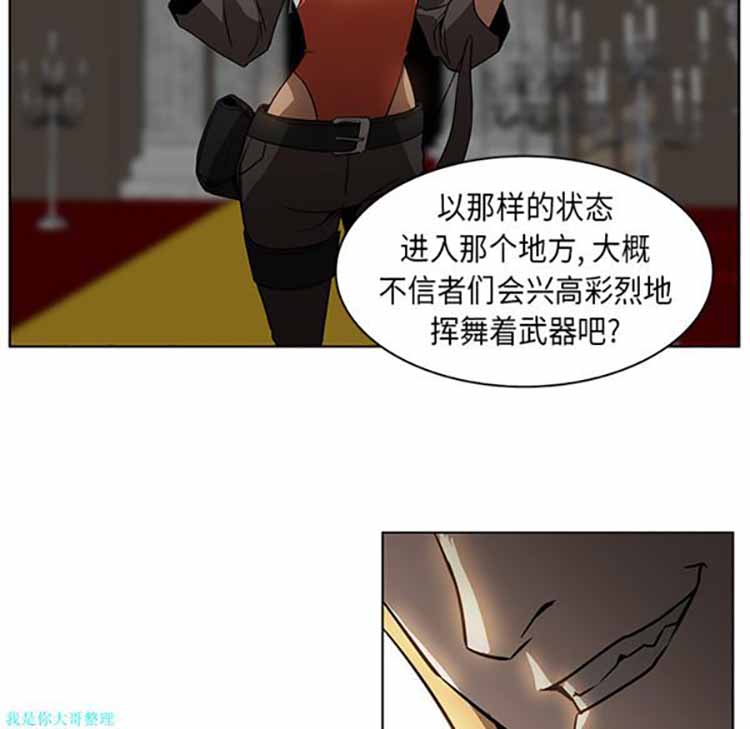 以那样的状态
进入那个地方,大概
不信者们会兴高彩烈地
挥舞着武器吧?
我是你大哥整理